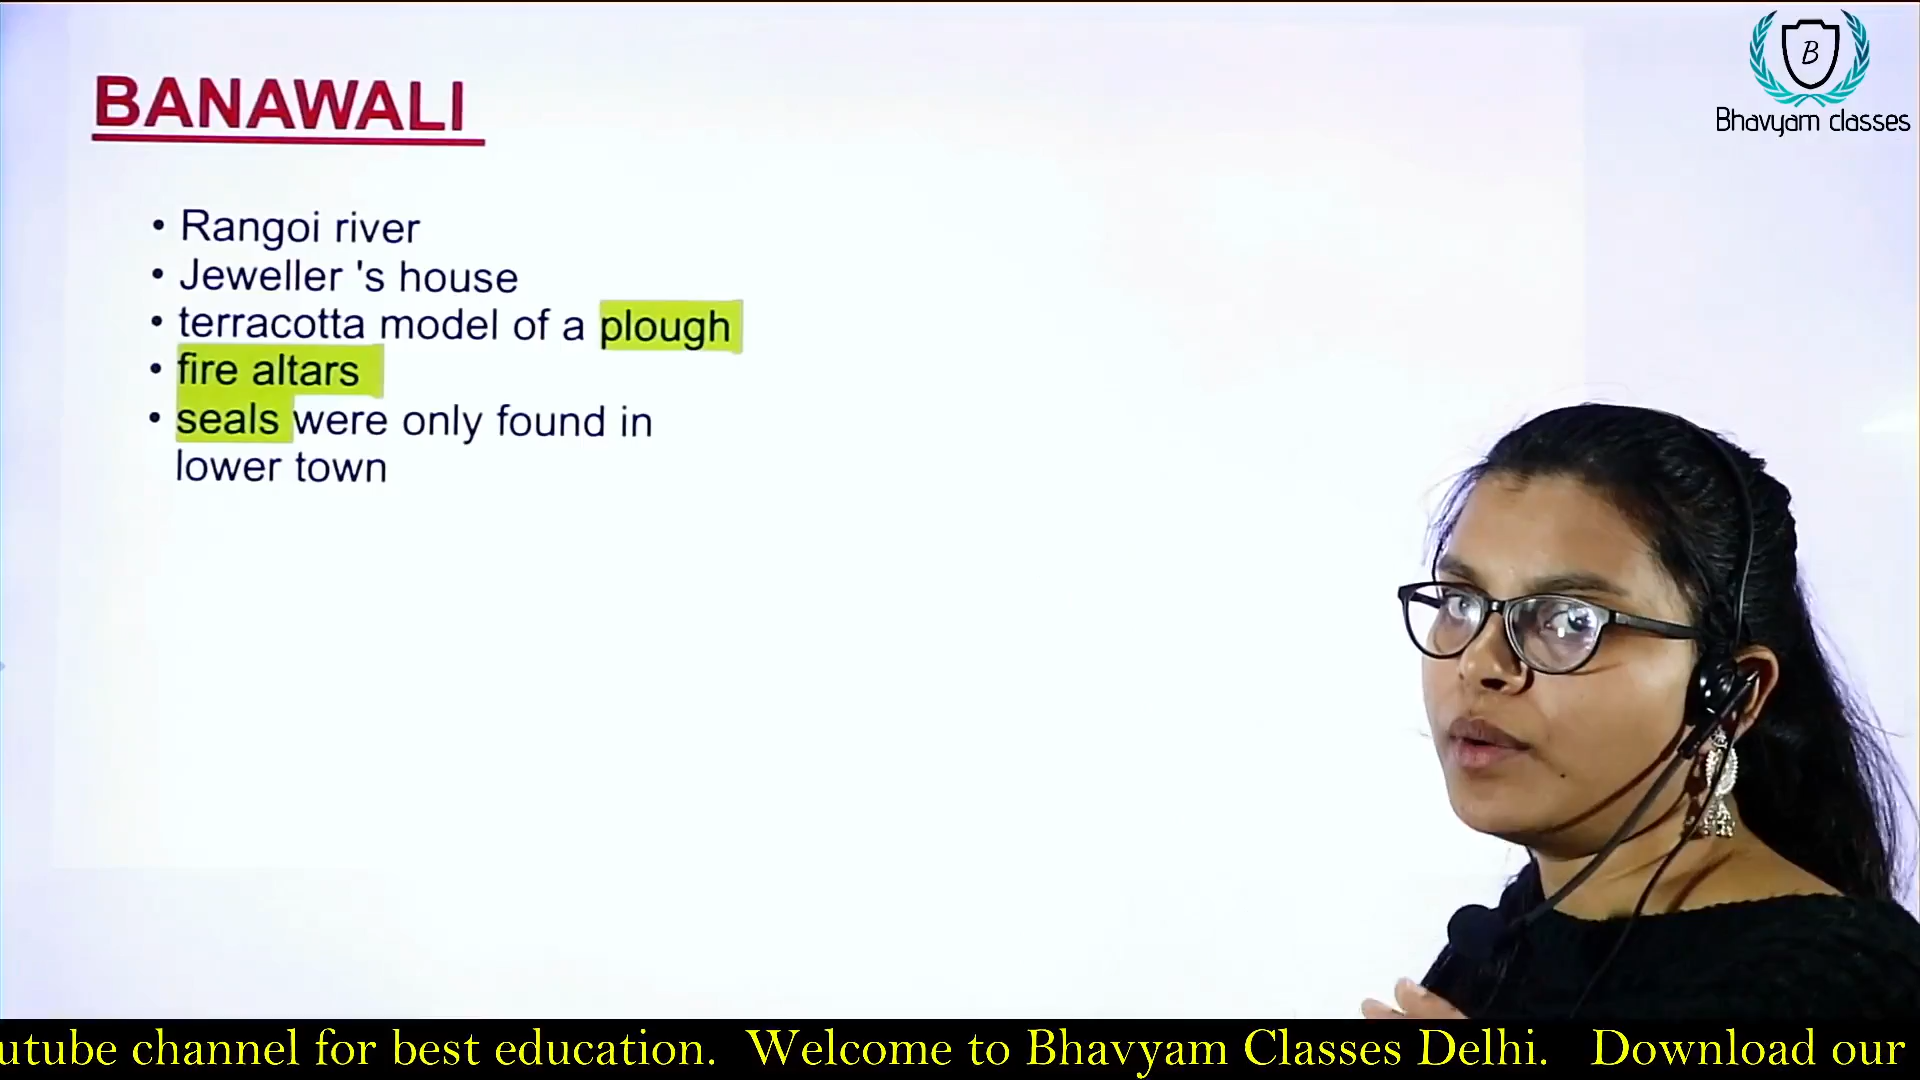 B
Bhavyam classes
BANAWALI
• Rangoi river
• Jeweller 's house
• terracotta model of a plough
• fire altars
• seals were only found in
lower town
utube channel for best education. Welcome to Bhavyam Classes Delhi. Download our